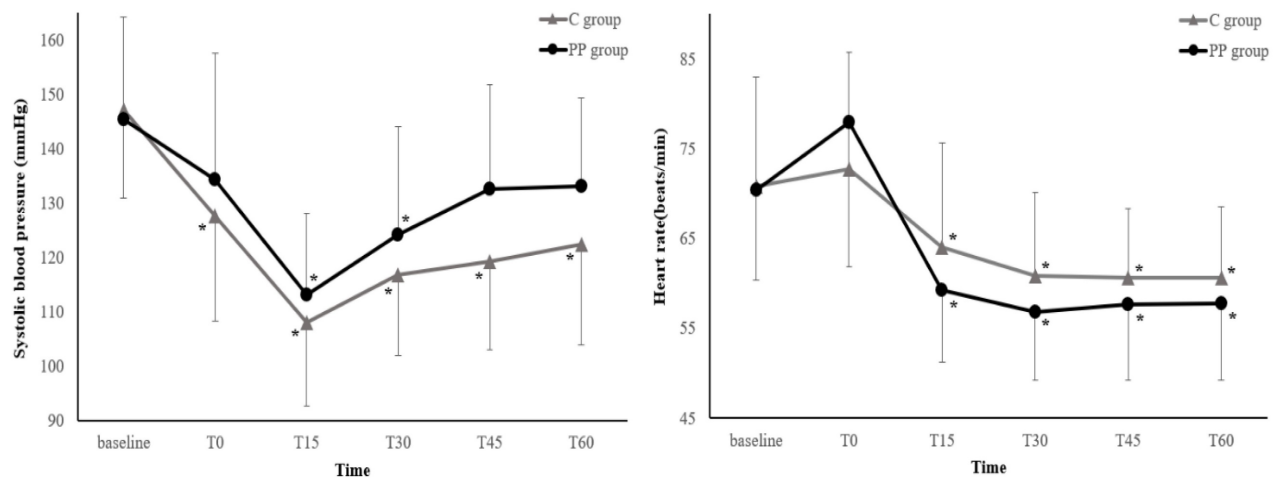 C group
PP group
160
150
140
130
120
110
100
90
Systolic blood pressure (mmHg)
*
*
*
*
*
*
*
baseline T0 T15 T30 T45 T60
Time
C group
PP group
85
75
65
55
45
Heart rate(beats/min)
* * * *
* * * *
baseline T0 T15 T30 T45 T60
Time